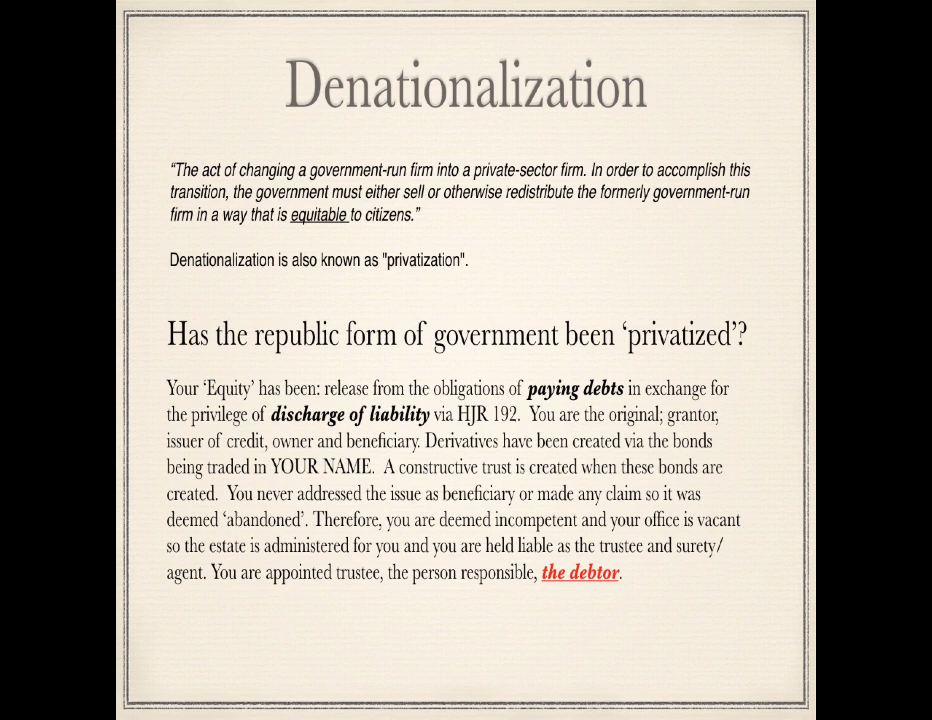 Denationalization
“The act of changing a government-run firm into a private-sector firm. In order to accomplish this
transition, the government must either sell or otherwise redistribute the formerly government-run
firm in a way that is equitable to citizens.”
Denationalization is also known as "privatization".
Has the republic form of government been ‘privatized’?
Your ‘Equity’ has been: release from the obligations of paying debts in exchange for
the privilege of discharge of liability via HJR 192. You are the original; grantor,
issuer of credit, owner and beneficiary. Derivatives have been created via the bonds
being traded in YOUR NAME. A constructive trust is created when these bonds are
created. You never addressed the issue as beneficiary or made any claim so it was
deemed ‘abandoned’. Therefore, you are deemed incompetent and your office is vacant
so the estate is administered for you and you are held liable as the trustee and surety/
agent. You are appointed trustee, the person responsible, the debtor.